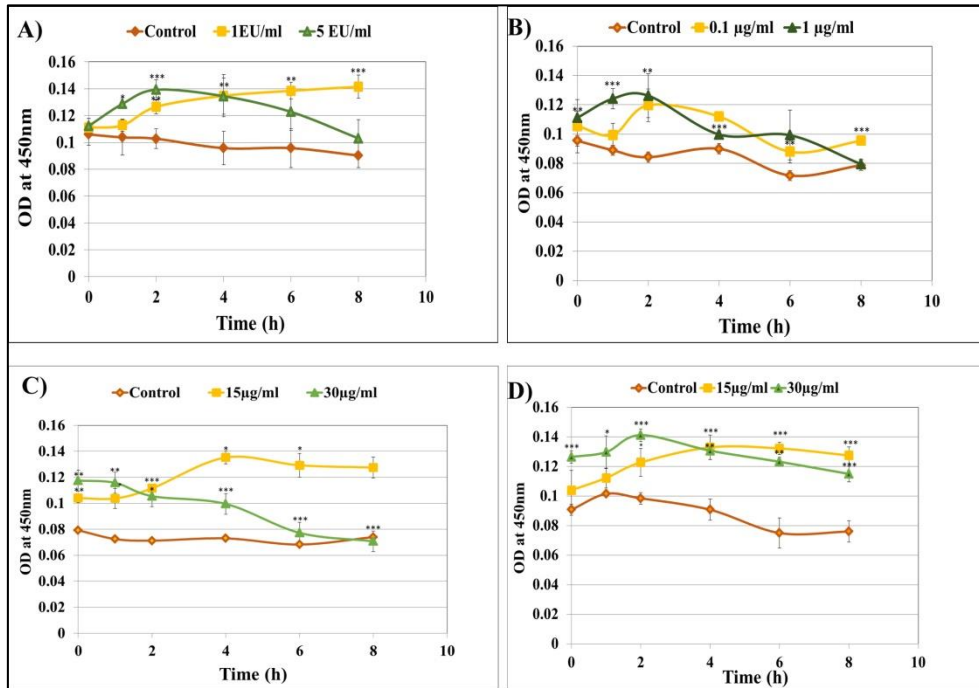 A)
Control 1EU/ml 5 EU/ml
OD at 450nm
0.16
0.14
0.12
0.1
0.08
0.06
0.04
0.02
0
* *** ** ** ** ***
0 2 4 6 8 10
Time (h)
B)
Control 0.1 µg/ml 1 µg/ml
OD at 450nm
0.16
0.14
0.12
0.1
0.08
0.06
0.04
0.02
0
** *** ** *** ** ***
0 2 4 6 8 10
Time (h)
C)
Control 15µg/ml 30µg/ml
OD at 450nm
0.16
0.14
0.12
0.1
0.08
0.06
0.04
0.02
0
** ** ** *** * *** * *** ***
0 2 4 6 8 10
Time (h)
D)
Control 15µg/ml 30µg/ml
OD at 450nm
0.16
0.14
0.12
0.1
0.08
0.06
0.04
0.02
0
*** * *** *** ** *** ** *** ***
0 2 4 6 8 10
Time (h)